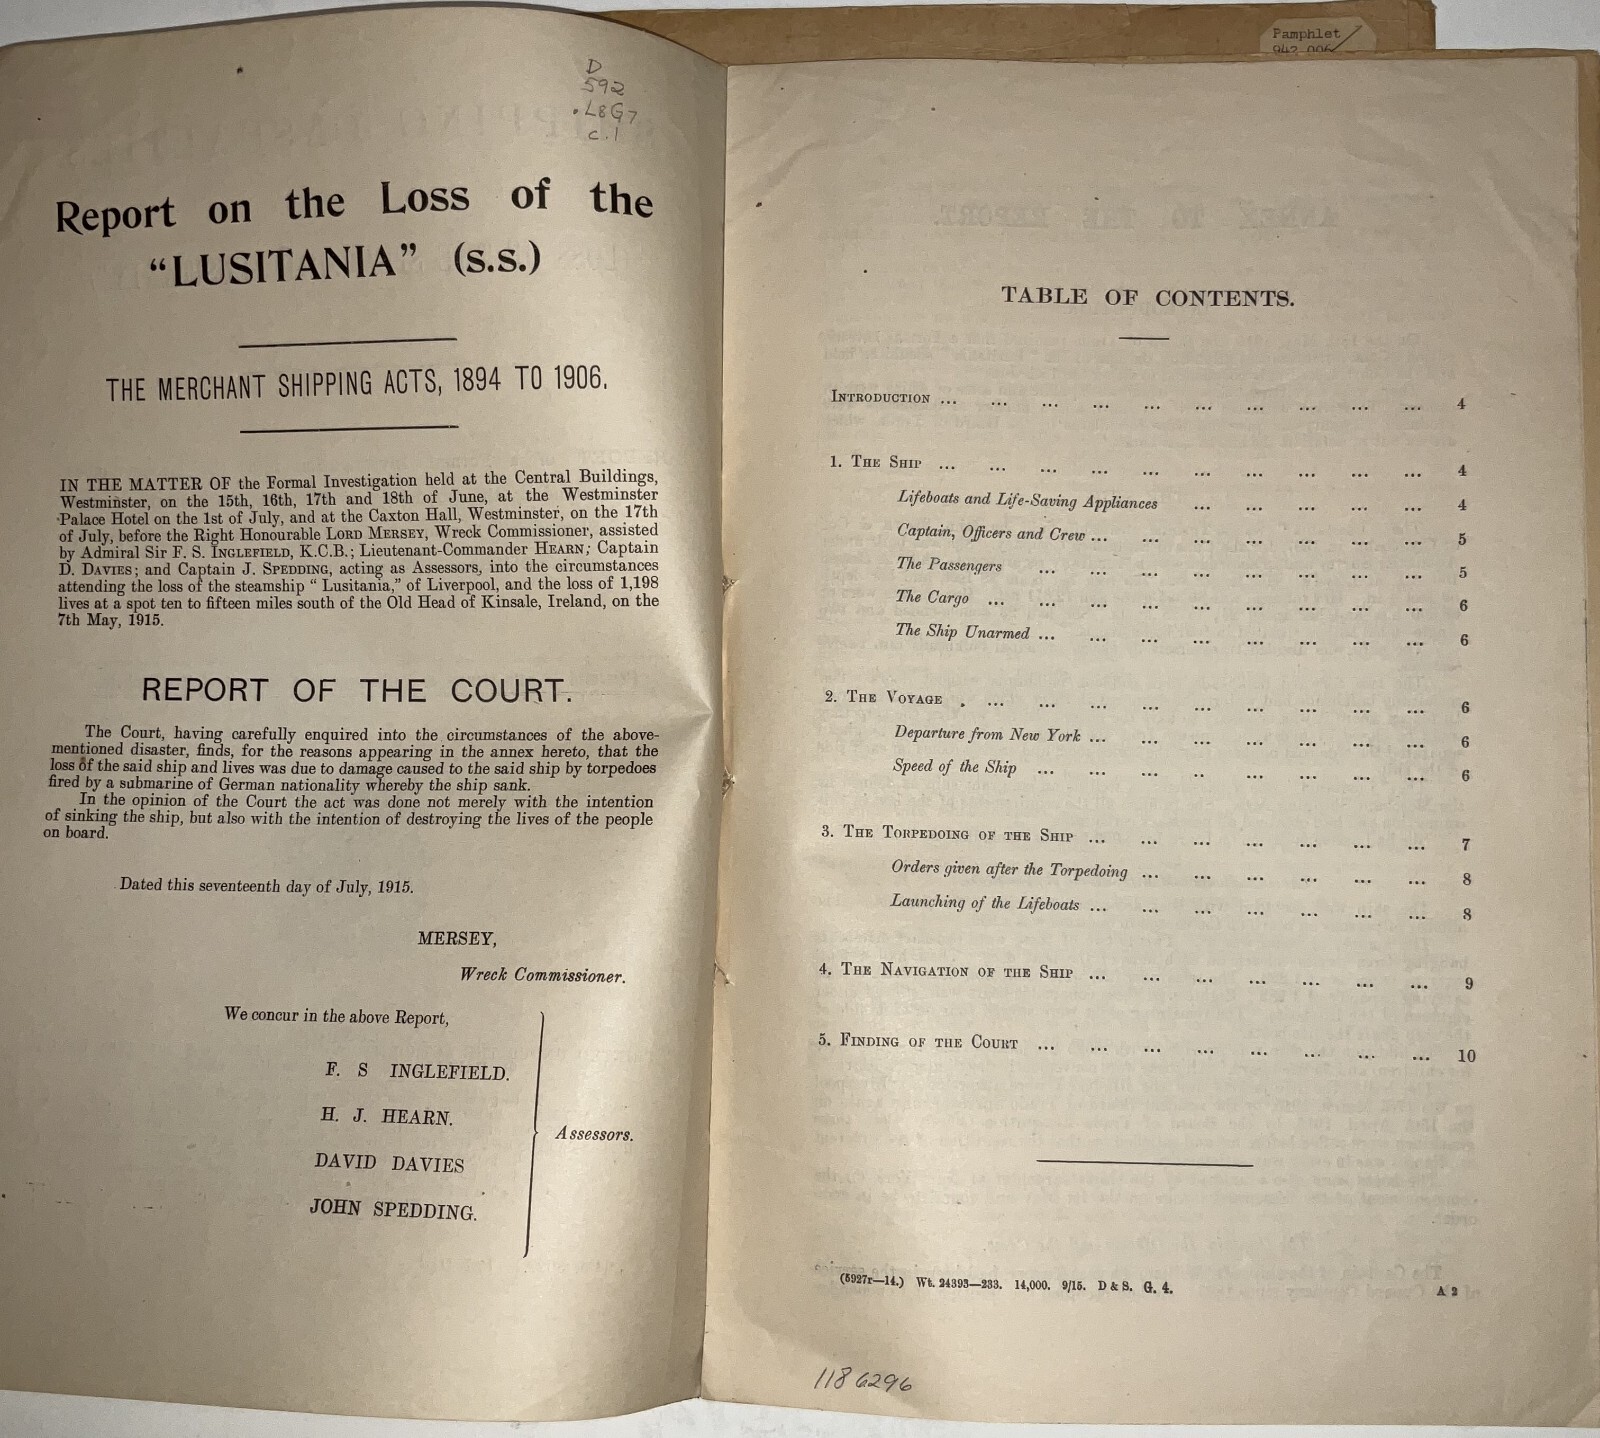 D
592
.L8G7
c.1
Report on the Loss of the
“LUSITANIA” (s.s.)
THE MERCHANT SHIPPING ACTS, 1894 TO 1906.
IN THE MATTER OF the Formal Investigation held at the Central Buildings,
Westminster, on the 15th, 16th, 17th and 18th of June, at the Westminster
Palace Hotel on the 1st of July, and at the Caxton Hall, Westminster, on the 17th
of July, before the Right Honourable LORD MERSEY, Wreck Commissioner, assisted
by Admiral Sir F. S. INGLEFIELD, K.C.B.; Lieutenant-Commander HEARN; Captain
D. DAVIES; and Captain J. SPEDDING, acting as Assessors, into the circumstances
attending the loss of the steamship “ Lusitania,” of Liverpool, and the loss of 1,198
lives at a spot ten to fifteen miles south of the Old Head of Kinsale, Ireland, on the
7th May, 1915.
REPORT OF THE COURT.
The Court, having carefully enquired into the circumstances of the above-
mentioned disaster, finds, for the reasons appearing in the annex hereto, that the
loss of the said ship and lives was due to damage caused to the said ship by torpedoes
fired by a submarine of German nationality whereby the ship sank.
In the opinion of the Court the act was done not merely with the intention
of sinking the ship, but also with the intention of destroying the lives of the people
on board.
Dated this seventeenth day of July, 1915.
MERSEY,
Wreck Commissioner.
We concur in the above Report,
F. S INGLEFIELD.
H. J. HEARN.
DAVID DAVIES
JOHN SPEDDING.
Assessors.
Pamphlet
942.006
TABLE OF CONTENTS.
INTRODUCTION ... ... ... ... ... ... ... ... ... ... 4
1. THE SHIP ... ... ... ... ... ... ... ... ... ... 4
Lifeboats and Life-Saving Appliances ... ... ... ... ... 4
Captain, Officers and Crew ... ... ... ... ... ... ... 5
The Passengers ... ... ... ... ... ... ... ... 5
The Cargo ... ... ... ... ... ... ... ... ... 6
The Ship Unarmed ... ... ... ... ... ... ... ... 6
2. THE VOYAGE . ... ... ... ... ... ... ... ... ... 6
Departure from New York ... ... ... ... ... ... ... 6
Speed of the Ship ... ... ... .. ... ... ... ... 6
3. THE TORPEDOING OF THE SHIP ... ... ... ... ... ... ... 7
Orders given after the Torpedoing ... ... ... ... ... ... 8
Launching of the Lifeboats ... ... ... ... ... ... ... 8
4. THE NAVIGATION OF THE SHIP ... ... ... ... ... ... ... 9
5. FINDING OF THE COURT ... ... ... ... ... ... ... ... 10
(5927r—14.) Wt. 24393—233. 14,000. 9/15. D & S. G. 4.
A 2
1186296